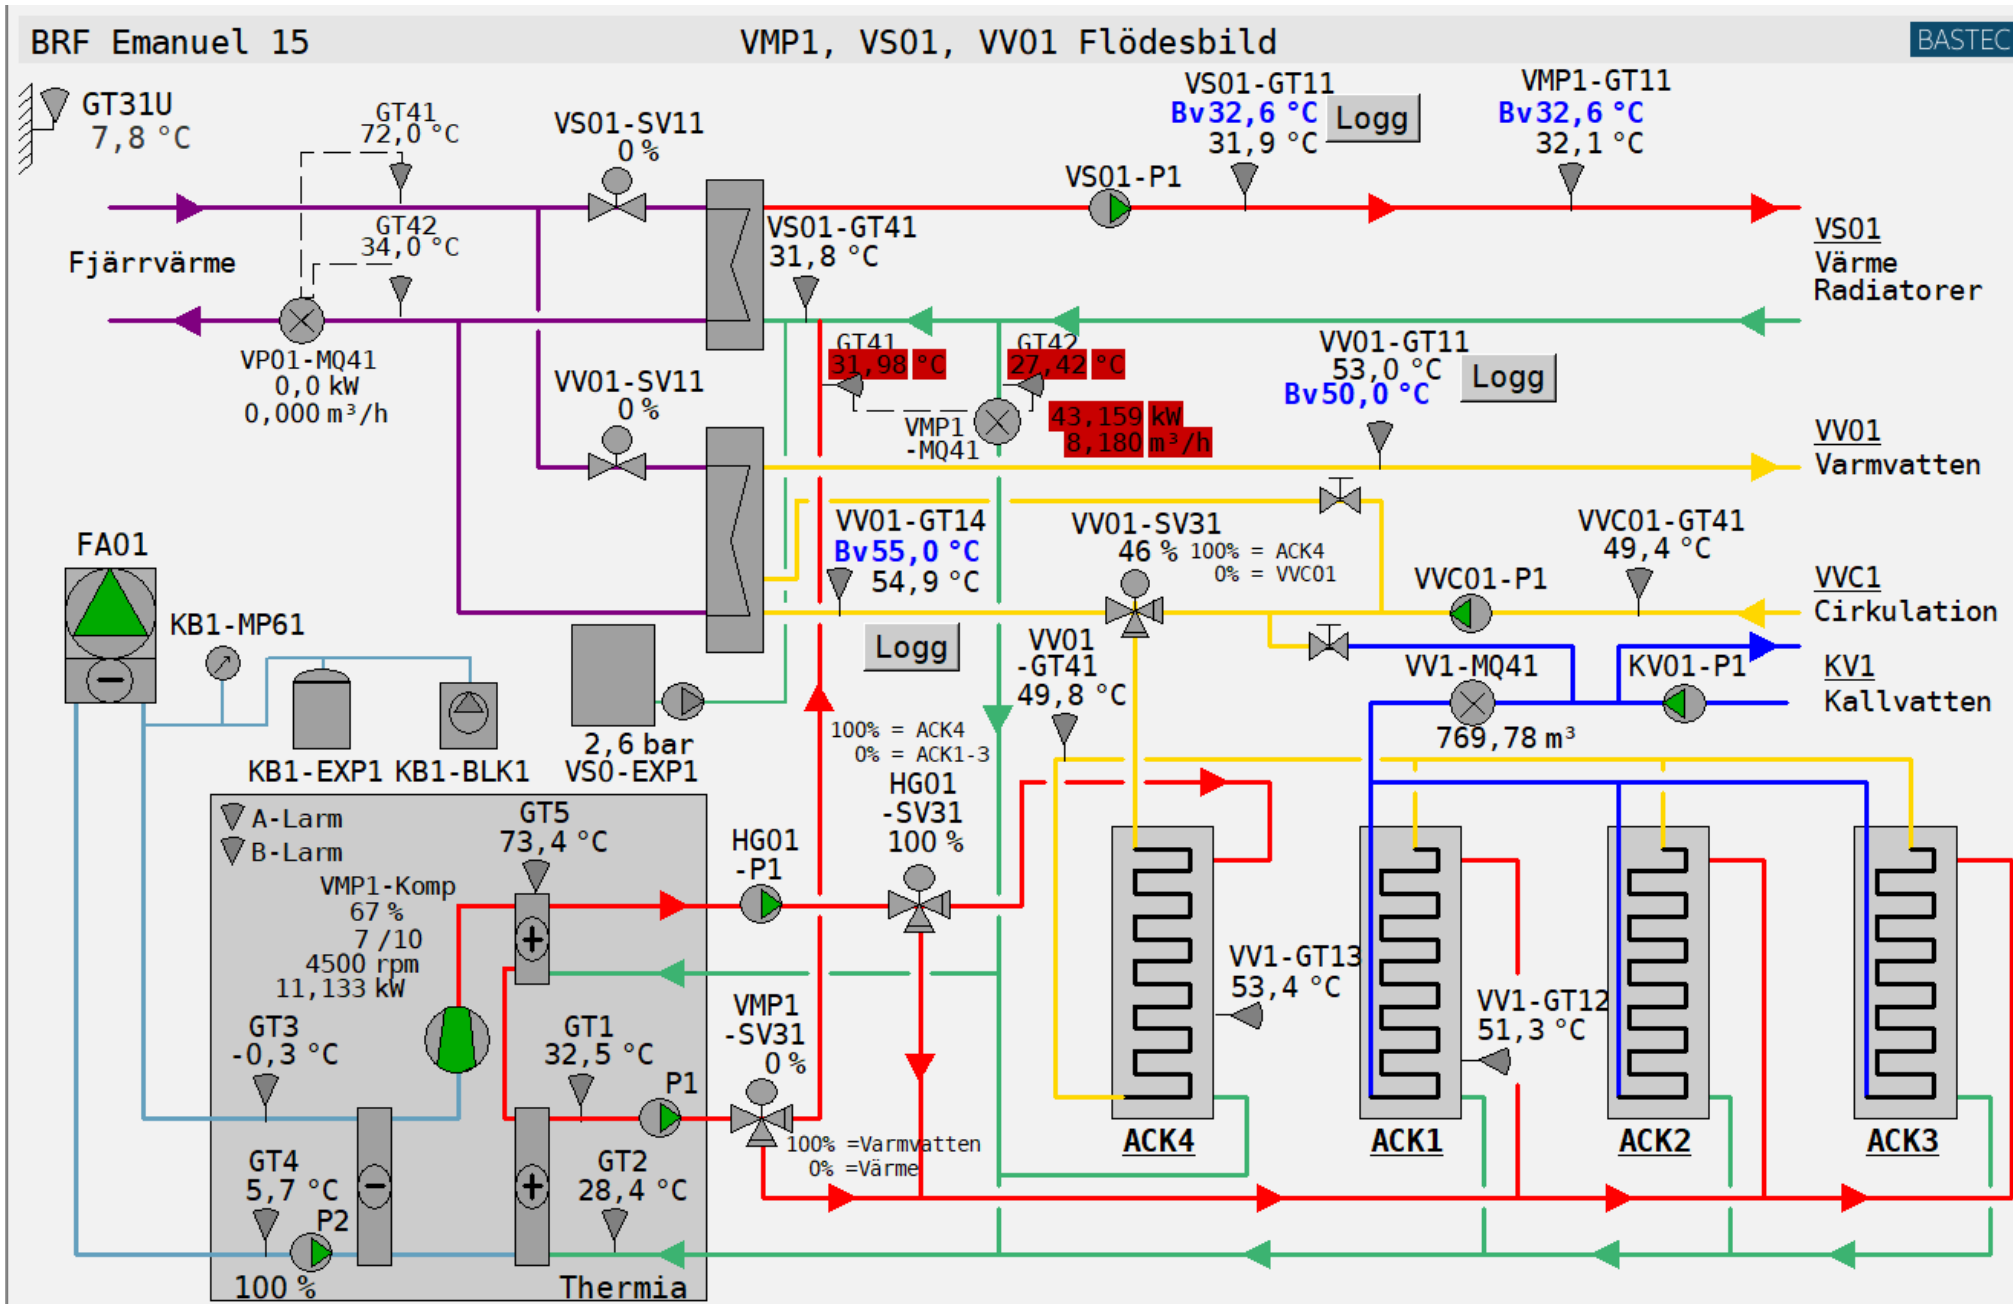 BRF Emanuel 15
VMP1, VS01, VV01 Flödesbild
BASTEC
GT31U
7,8 °C
GT41
72,0 °C
VS01-SV11
0 %
VS01-GT11
Bv32,6 °C
31,9 °C
Logg
VMP1-GT11
Bv32,6 °C
32,1 °C
VS01-P1
Fjärrvärme
GT42
34,0 °C
VS01-GT41
31,8 °C
VS01
Värme
Radiatorer
VP01-MQ41
0,0 kW
0,000 m³/h
GT41
31,98 °C
GT42
27,42 °C
VMP1
-MQ41
43,159 kW
8,180 m³/h
VV01-GT11
53,0 °C
Bv50,0 °C
Logg
VV01-SV11
0 %
VV01
Varmvatten
VV01-GT14
Bv55,0 °C
54,9 °C
Logg
VV01-SV31
46 %
100% = ACK4
0% = VVC01
VVC01-P1
VVC01-GT41
49,4 °C
VVC1
Cirkulation
FA01
KB1-MP61
KB1-EXP1
KB1-BLK1
2,6 bar
VS0-EXP1
VV01
-GT41
49,8 °C
VV1-MQ41
769,78 m³
KV01-P1
KV1
Kallvatten
100% = ACK4
0% = ACK1-3
HG01
-SV31
100 %
HG01
-P1
A-Larm
B-Larm
GT5
73,4 °C
VMP1-Komp
67 %
7 /10
4500 rpm
11,133 kW
GT3
-0,3 °C
GT1
32,5 °C
P1
VMP1
-SV31
0 %
100% =Varmvatten
0% =Värme
GT4
5,7 °C
P2
100 %
GT2
28,4 °C
Thermia
VV1-GT13
53,4 °C
VV1-GT12
51,3 °C
ACK4
ACK1
ACK2
ACK3